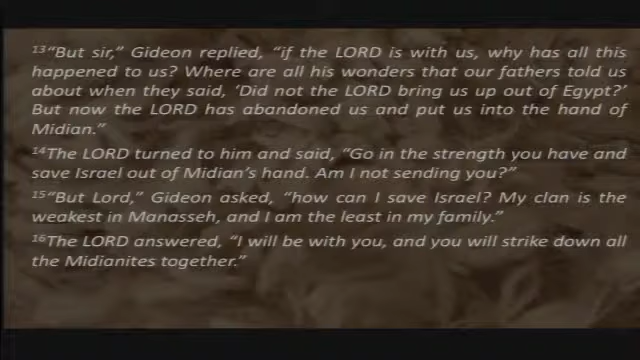 13“But sir,” Gideon replied, “if the LORD is with us, why has all this
happened to us? Where are all his wonders that our fathers told us
about when they said, ‘Did not the LORD bring us up out of Egypt?’
But now the LORD has abandoned us and put us into the hand of
Midian.”
14The LORD turned to him and said, “Go in the strength you have and
save Israel out of Midian’s hand. Am I not sending you?”
15“But Lord,” Gideon asked, “how can I save Israel? My clan is the
weakest in Manasseh, and I am the least in my family.”
16The LORD answered, “I will be with you, and you will strike down all
the Midianites together.”